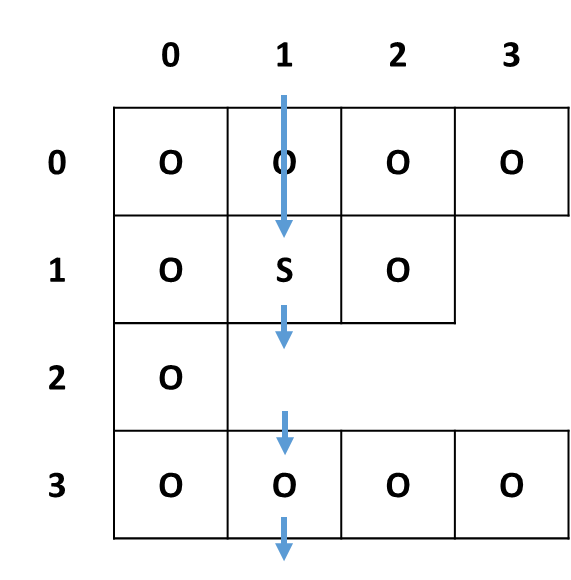 0 1 2 3
0 O O O O
1 O S O
2 O
3 O O O O